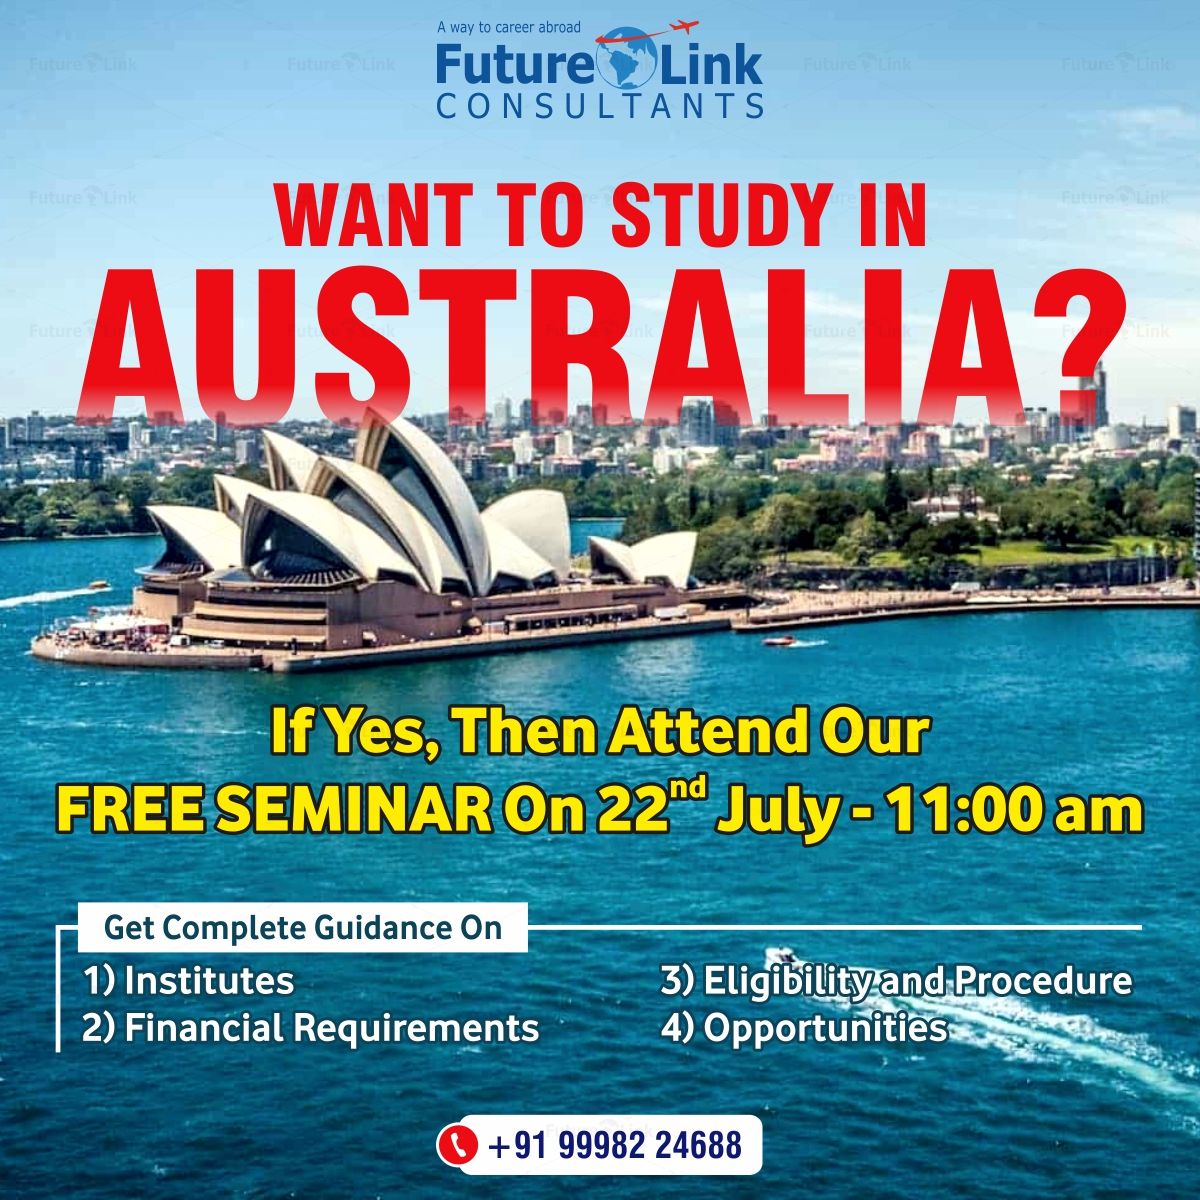 A way to career abroad
Future Link
CONSULTANTS
WANT TO STUDY IN
AUSTRALIA?
If Yes, Then Attend Our
FREE SEMINAR On 22nd July - 11:00 am
Get Complete Guidance On
1) Institutes
2) Financial Requirements
3) Eligibility and Procedure
4) Opportunities
+91 99982 24688